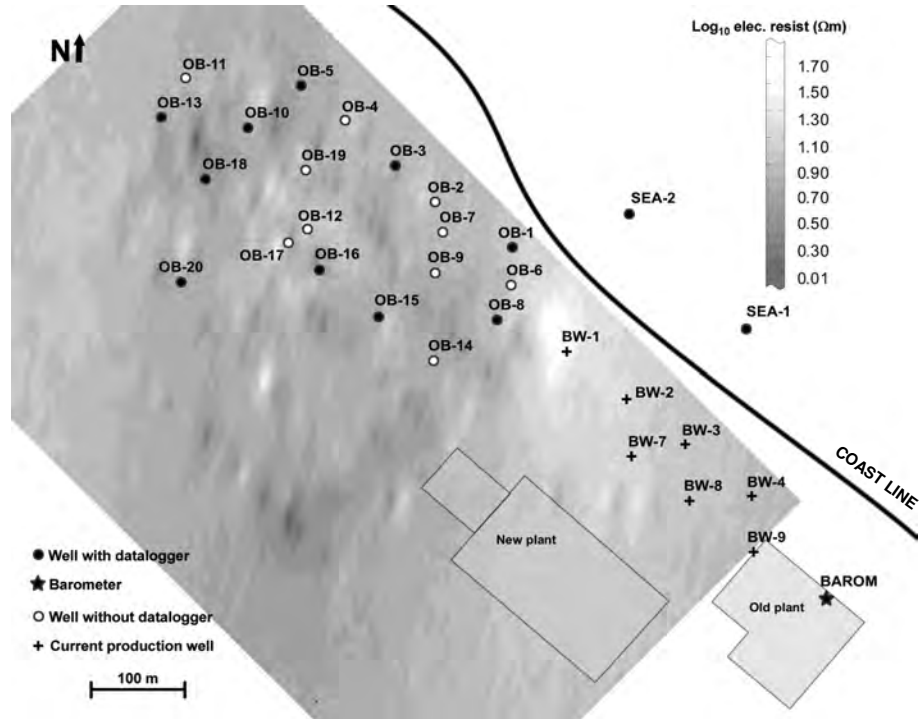 Log10 elec. resist (Ωm)
N
OB-11
OB-5
1.70
1.50
OB-13
OB-10
OB-4
1.30
1.10
OB-18
OB-19
OB-3
0.90
0.70
OB-2
SEA-2
0.50
OB-12
OB-7
OB-1
0.30
OB-17
OB-16
OB-9
OB-6
0.01
OB-20
OB-15
OB-8
SEA-1
BW-1
OB-14
BW-2
BW-7
BW-3
COAST LINE
BW-8
BW-4
New plant
BW-9
Well with datalogger
Barometer
BAROM
Old plant
Well without datalogger
Current production well
100 m